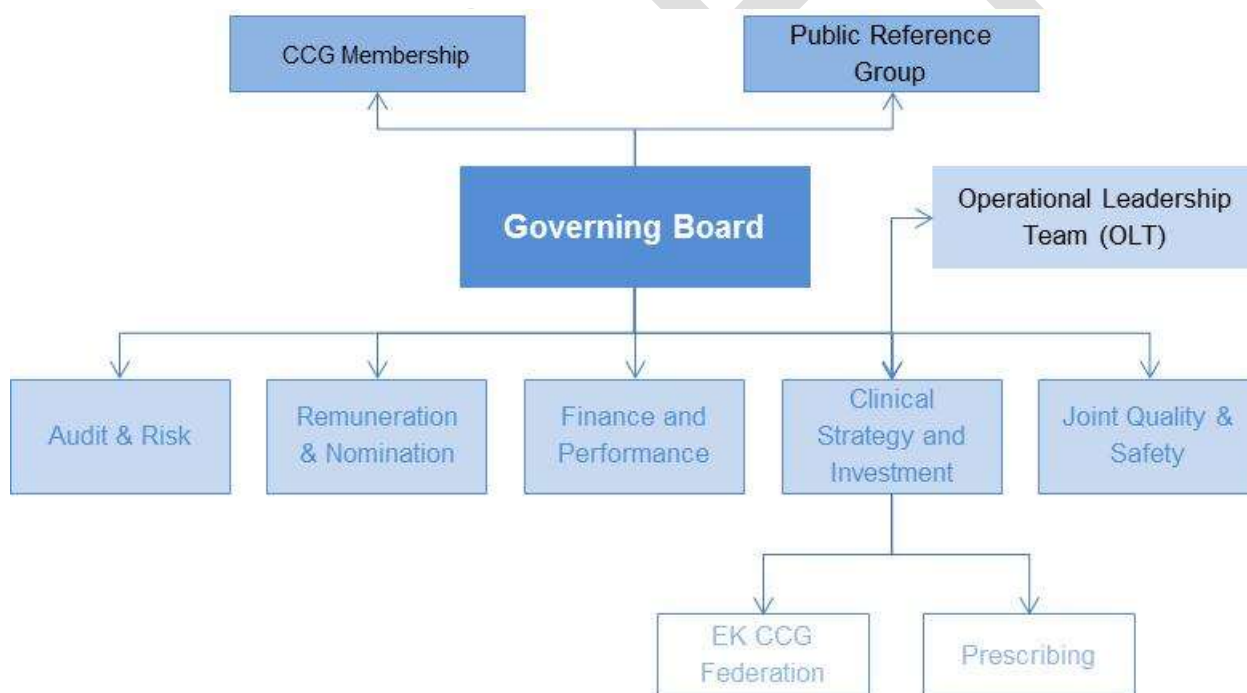 CCG Membership
Public Reference
Group
Governing Board
Operational Leadership
Team (OLT)
Audit & Risk
Remuneration
& Nomination
Finance and
Performance
Clinical
Strategy and
Investment
Joint Quality &
Safety
EK CCG
Federation
Prescribing